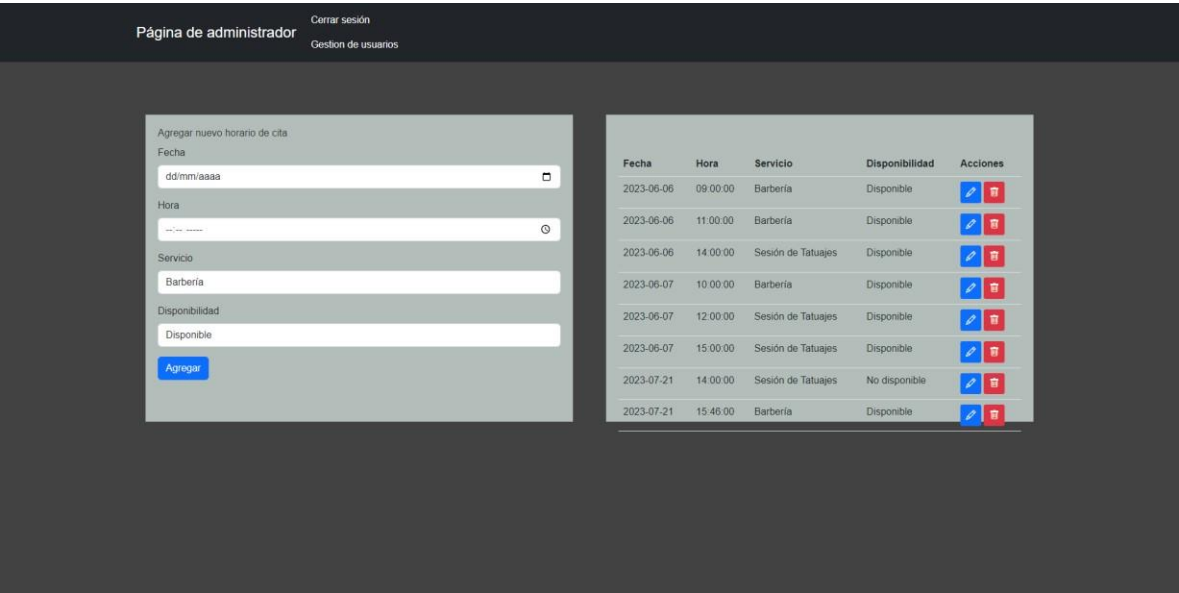 Página de administrador
Cerrar sesión
Gestion de usuarios
Agregar nuevo horario de cita
Fecha
dd/mm/aaaa
Hora
--:-- -----
Servicio
Barbería
Disponibilidad
Disponible
Agregar
Fecha Hora Servicio Disponibilidad Acciones
2023-06-06 09:00:00 Barbería Disponible
2023-06-06 11:00:00 Barbería Disponible
2023-06-06 14:00:00 Sesión de Tatuajes Disponible
2023-06-07 10:00:00 Barbería Disponible
2023-06-07 12:00:00 Sesión de Tatuajes Disponible
2023-06-07 15:00:00 Sesión de Tatuajes Disponible
2023-07-21 14:00:00 Sesión de Tatuajes No disponible
2023-07-21 15:46:00 Barbería Disponible